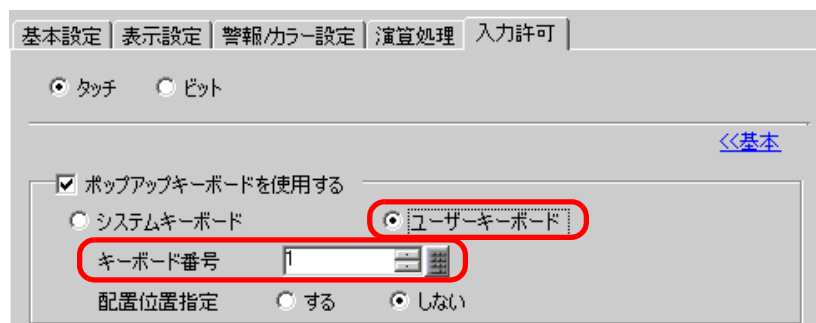 基本設定 表示設定 警報/カラー設定 演算処理 入力許可
タッチ ビット
<<基本
ポップアップキーボードを使用する
システムキーボード ユーザーキーボード
キーボード番号 1
配置位置指定 する しない